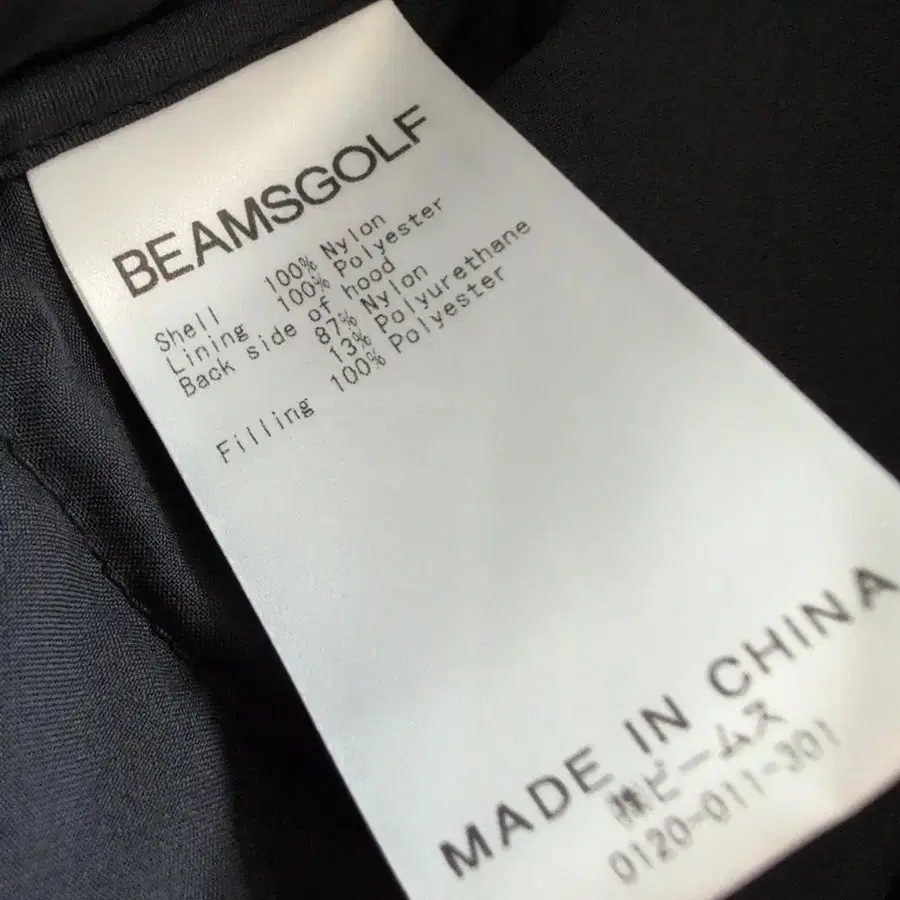 BEAMSGOLF
Shell 100% Nylon
Lining 100% Polyester
Back side of hood
87% Nylon
13% Polyurethane
Filling 100% Polyester
MADE IN CHINA
㈱ビームス
0120-011-301